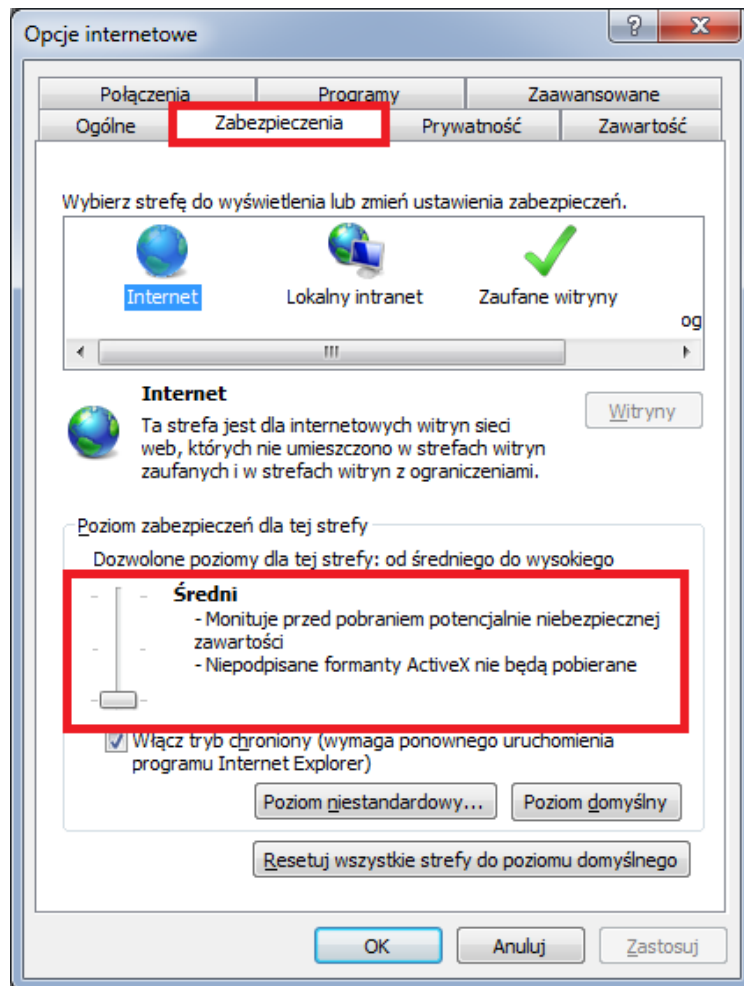 Opcje internetowe
Połączenia Programy Zaawansowane
Ogólne Zabezpieczenia Prywatność Zawartość
Wybierz strefę do wyświetlenia lub zmień ustawienia zabezpieczeń.
Internet Lokalny intranet Zaufane witryny
og
Internet
Witryny
Ta strefa jest dla internetowych witryn sieci
web, których nie umieszczono w strefach witryn
zaufanych i w strefach witryn z ograniczeniami.
Poziom zabezpieczeń dla tej strefy
Dozwolone poziomy dla tej strefy: od średniego do wysokiego
Średni
- Monituje przed pobraniem potencjalnie niebezpiecznej
zawartości
- Niepodpisane formanty ActiveX nie będą pobierane
Włącz tryb chroniony (wymaga ponownego uruchomienia
programu Internet Explorer)
Poziom niestandardowy... Poziom domyślny
Resetuj wszystkie strefy do poziomu domyślnego
OK Anuluj Zastosuj